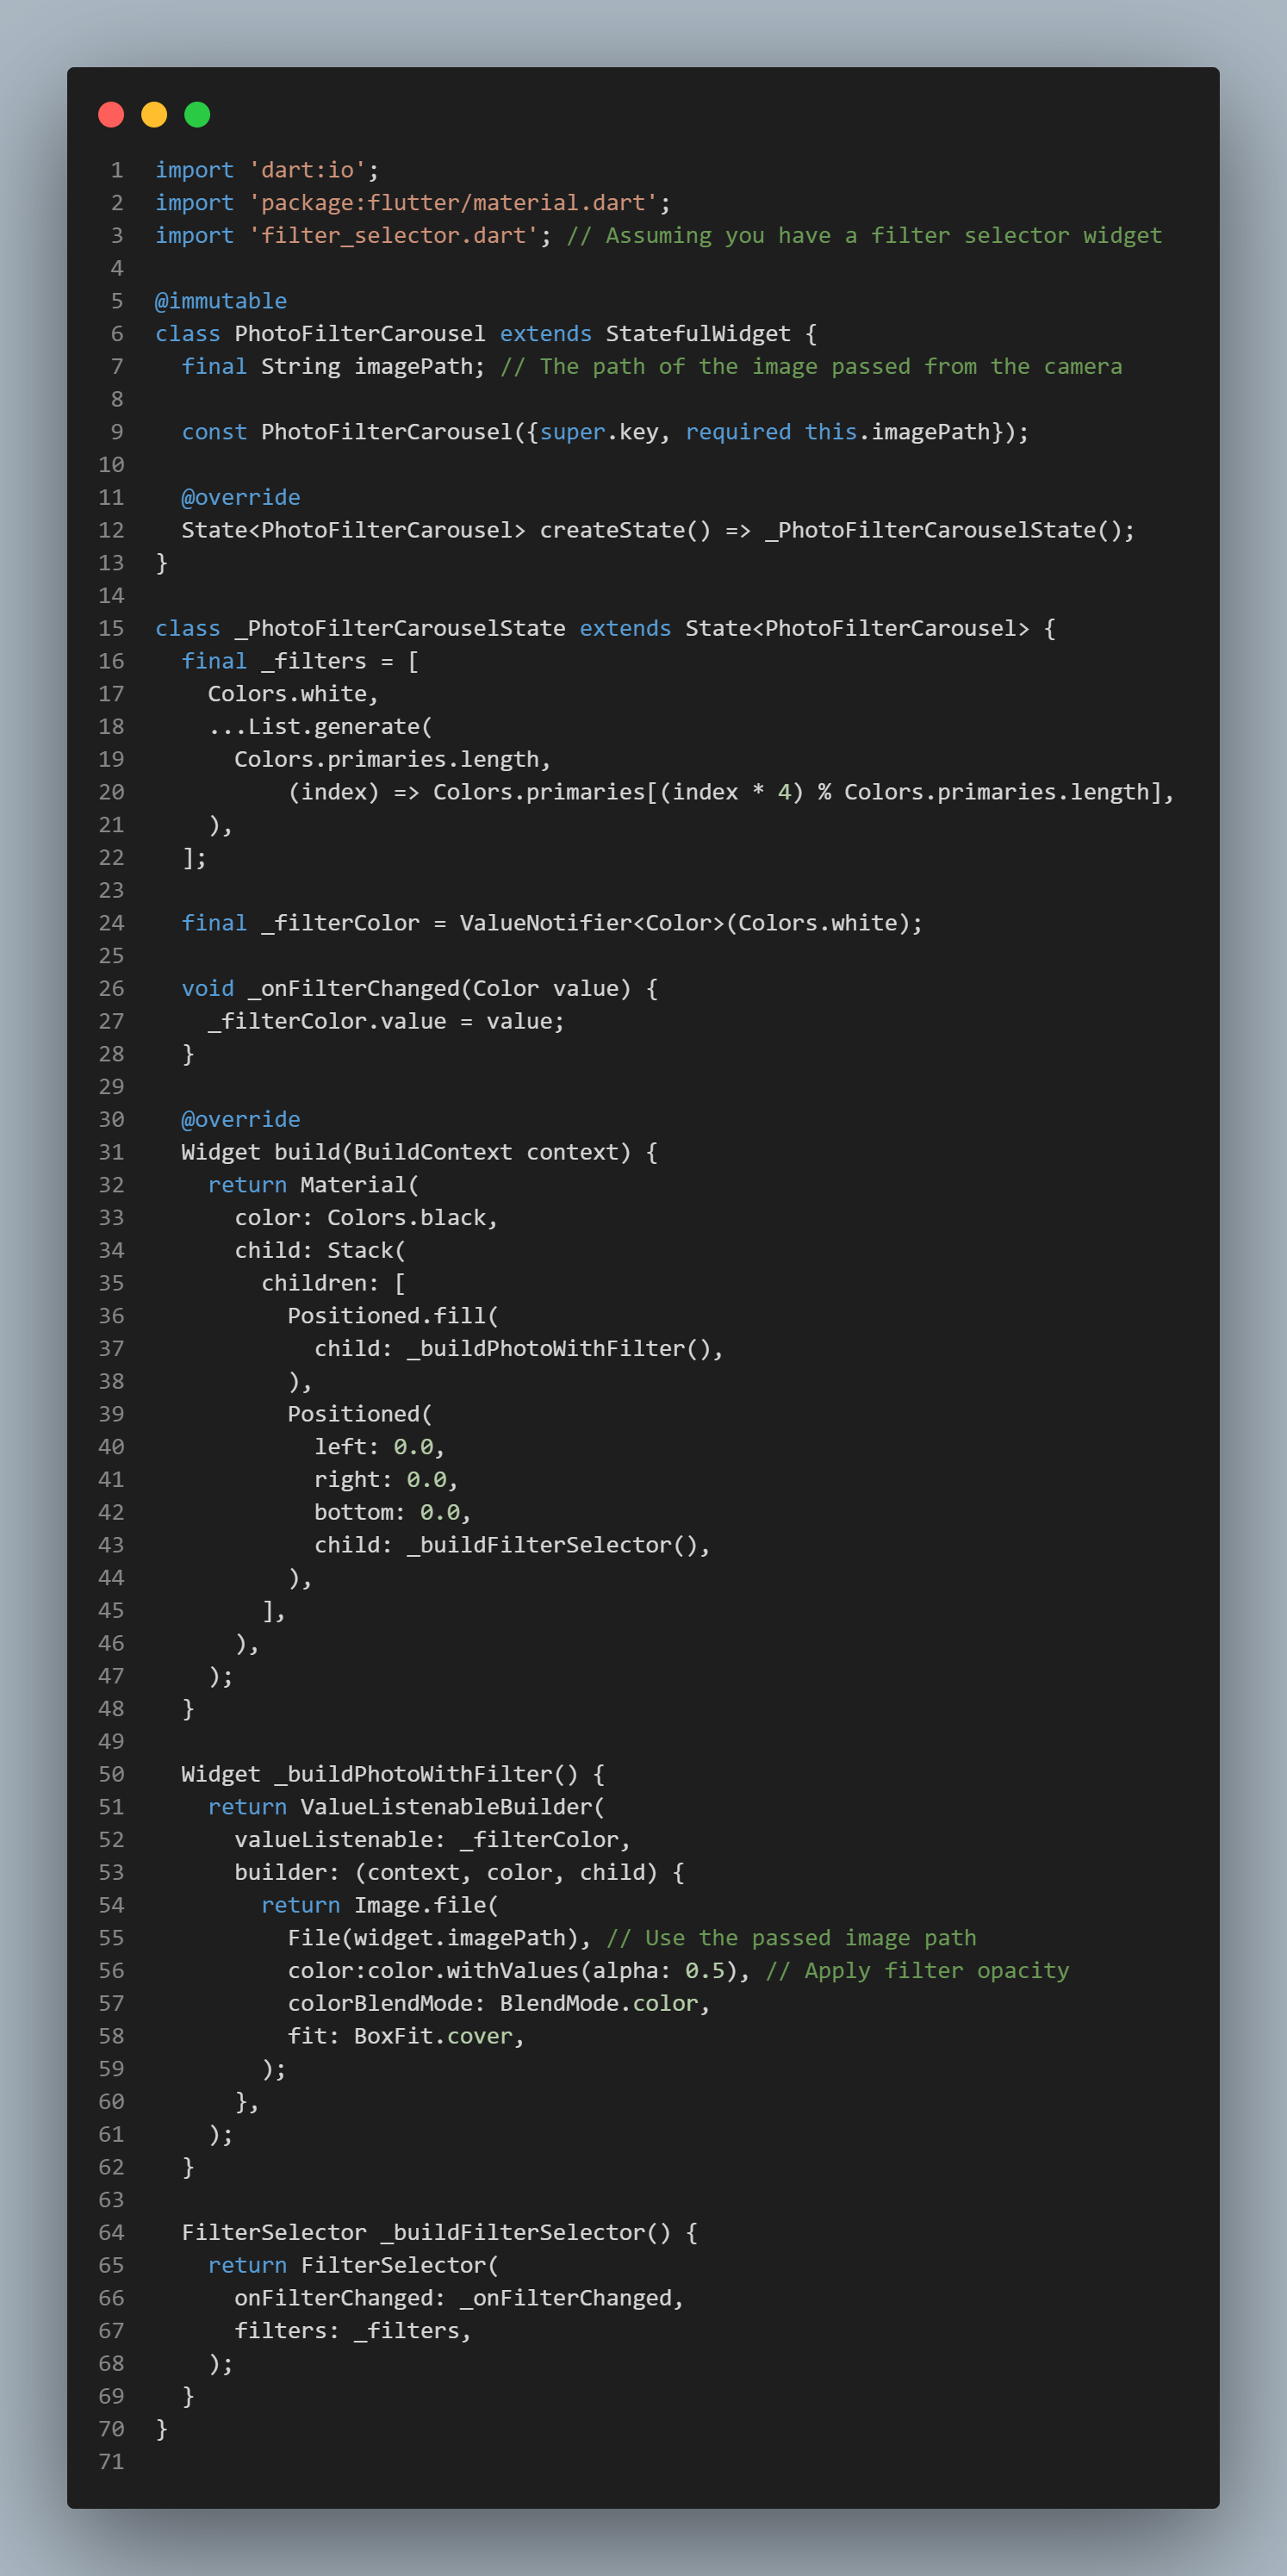 1 import 'dart:io';
2 import 'package:flutter/material.dart';
3 import 'filter_selector.dart'; // Assuming you have a filter selector widget
4
5 @immutable
6 class PhotoFilterCarousel extends StatefulWidget {
7   final String imagePath; // The path of the image passed from the camera
8
9   const PhotoFilterCarousel({super.key, required this.imagePath});
10
11   @override
12   State<PhotoFilterCarousel> createState() => _PhotoFilterCarouselState();
13 }
14
15 class _PhotoFilterCarouselState extends State<PhotoFilterCarousel> {
16   final _filters = [
17     Colors.white,
18     ...List.generate(
19       Colors.primaries.length,
20           (index) => Colors.primaries[(index * 4) % Colors.primaries.length],
21     ),
22   ];
23
24   final _filterColor = ValueNotifier<Color>(Colors.white);
25
26   void _onFilterChanged(Color value) {
27     _filterColor.value = value;
28   }
29
30   @override
31   Widget build(BuildContext context) {
32     return Material(
33       color: Colors.black,
34       child: Stack(
35         children: [
36           Positioned.fill(
37             child: _buildPhotoWithFilter(),
38           ),
39           Positioned(
40             left: 0.0,
41             right: 0.0,
42             bottom: 0.0,
43             child: _buildFilterSelector(),
44           ),
45         ],
46       ),
47     );
48   }
49
50   Widget _buildPhotoWithFilter() {
51     return ValueListenableBuilder(
52       valueListenable: _filterColor,
53       builder: (context, color, child) {
54         return Image.file(
55           File(widget.imagePath), // Use the passed image path
56           color:color.withValues(alpha: 0.5), // Apply filter opacity
57           colorBlendMode: BlendMode.color,
58           fit: BoxFit.cover,
59         );
60       },
61     );
62   }
63
64   FilterSelector _buildFilterSelector() {
65     return FilterSelector(
66       onFilterChanged: _onFilterChanged,
67       filters: _filters,
68     );
69   }
70 }
71